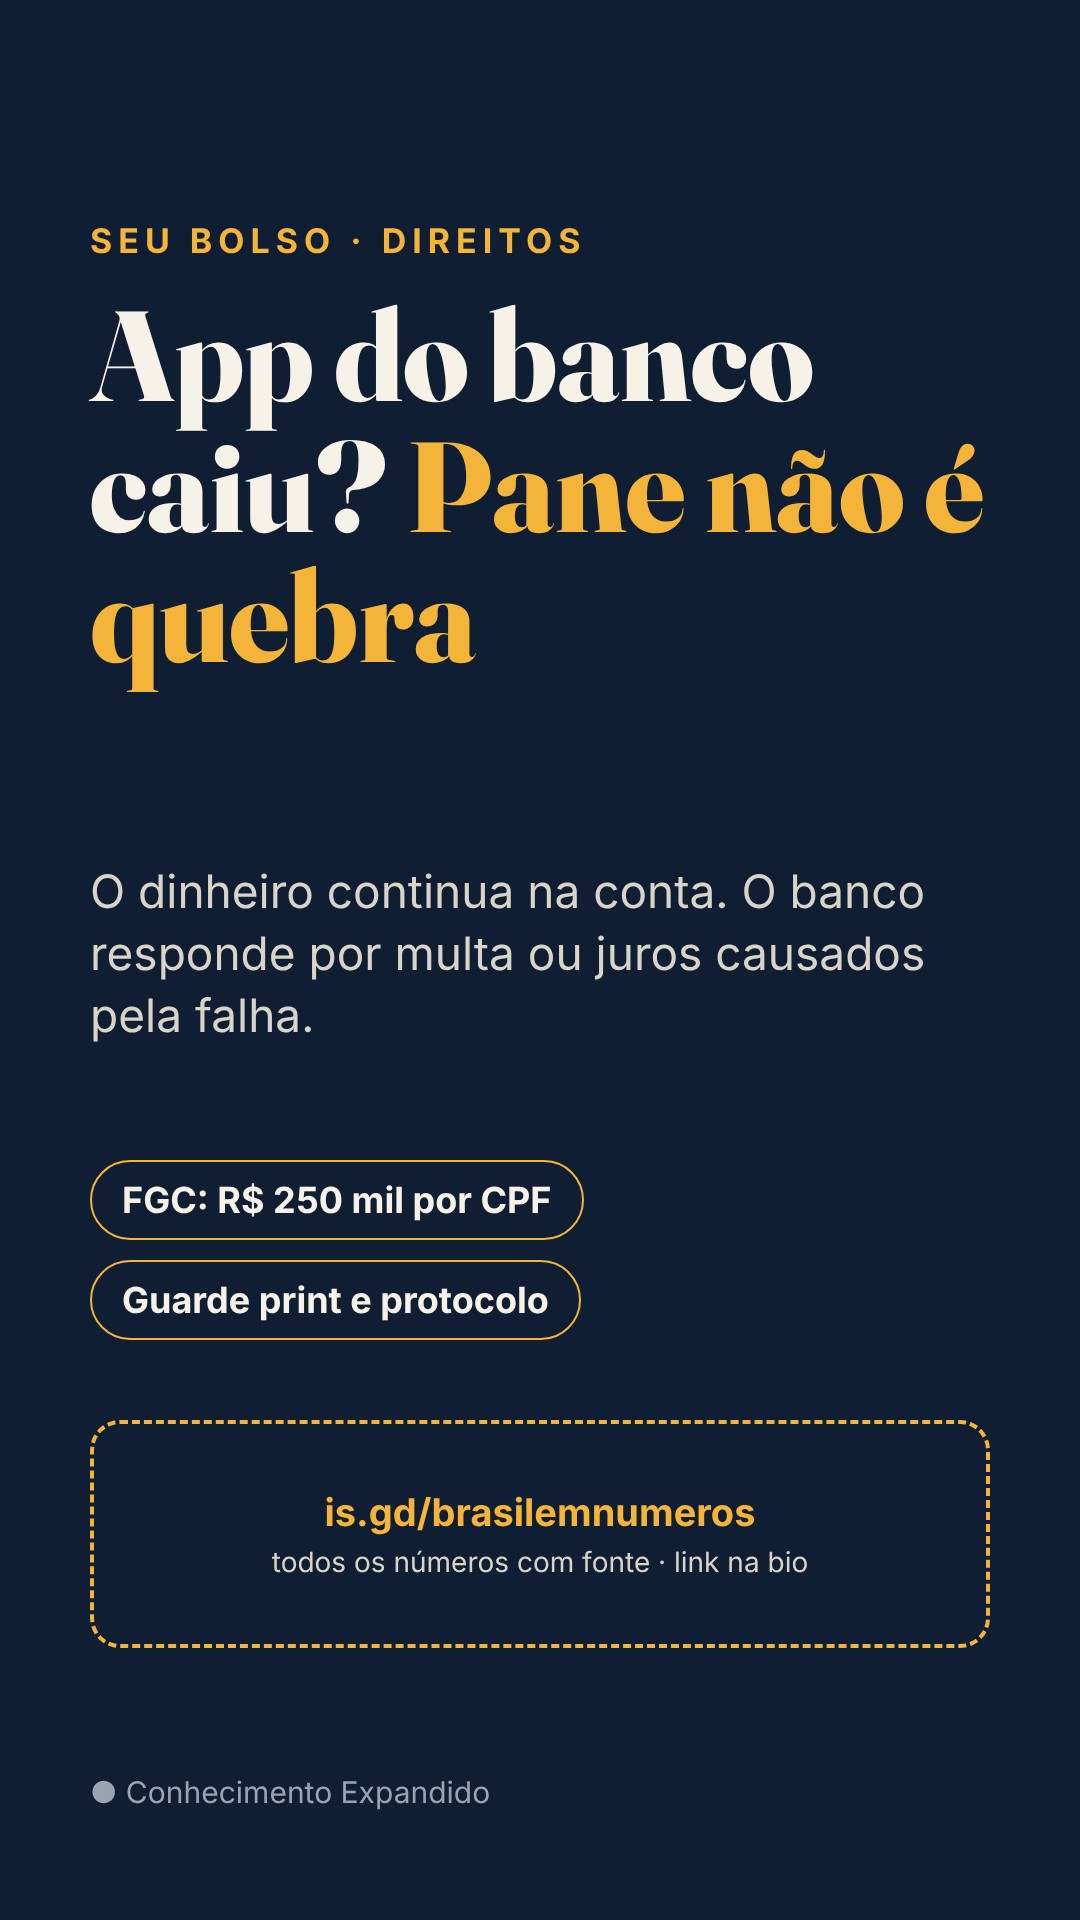 SEU BOLSO · DIREITOS
App do banco
caiu? Pane não é
quebra
O dinheiro continua na conta. O banco
responde por multa ou juros causados
pela falha.
FGC: R$ 250 mil por CPF
Guarde print e protocolo
is.gd/brasilemnumeros
todos os números com fonte · link na bio
Conhecimento Expandido